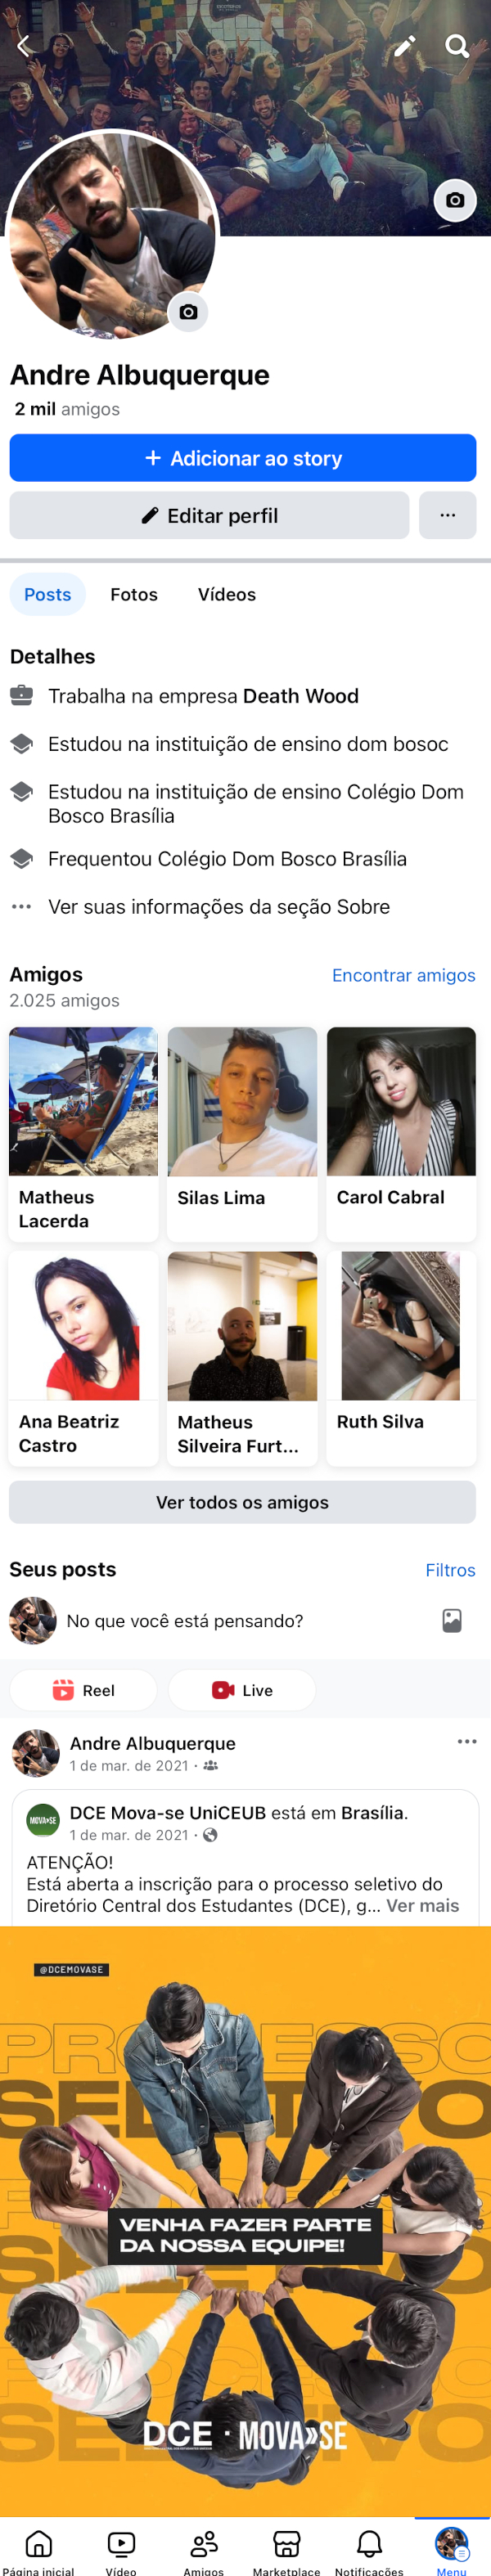 Andre Albuquerque
2 mil amigos
+ Adicionar ao story
Editar perfil
Posts
Fotos
Vídeos
Detalhes
Trabalha na empresa Death Wood
Estudou na instituição de ensino dom bosoc
Estudou na instituição de ensino Colégio Dom
Bosco Brasília
Frequentou Colégio Dom Bosco Brasília
Ver suas informações da seção Sobre
Amigos
Encontrar amigos
2.025 amigos
Matheus
Lacerda
Silas Lima
Carol Cabral
Ana Beatriz
Castro
Matheus
Silveira Furt...
Ruth Silva
Ver todos os amigos
Seus posts
Filtros
No que você está pensando?
Reel
Live
Andre Albuquerque
1 de mar. de 2021 ·
MOVA»SE
DCE Mova-se UniCEUB está em Brasília.
1 de mar. de 2021 ·
ATENÇÃO!
Está aberta a inscrição para o processo seletivo do
Diretório Central dos Estudantes (DCE), g... Ver mais
@DCEMOVASE
PROCESSO
SELETIVO
VENHA FAZER PARTE
DA NOSSA EQUIPE!
SELETIVO
DCE · MOVA»SE
SELETIVO
Página inicial
Vídeo
Amigos
Marketplace
Notificações
Menu